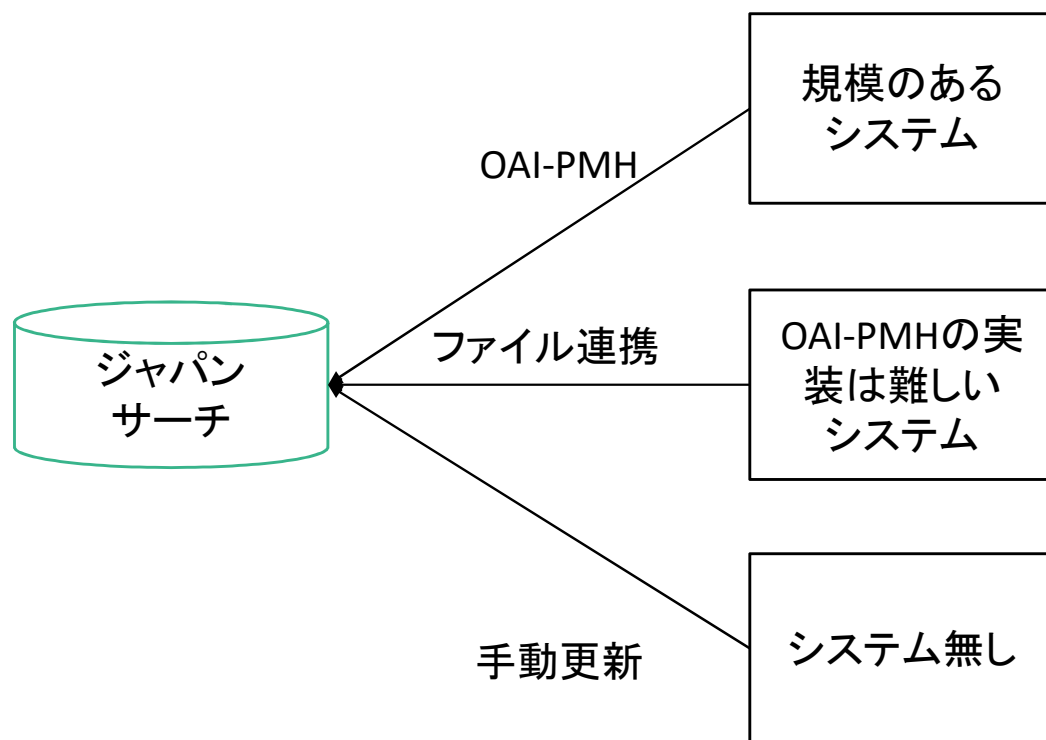 規模のある
システム
OAI-PMH
ジャパン
サーチ
ファイル連携
OAI-PMHの実
装は難しい
システム
手動更新
システム無し